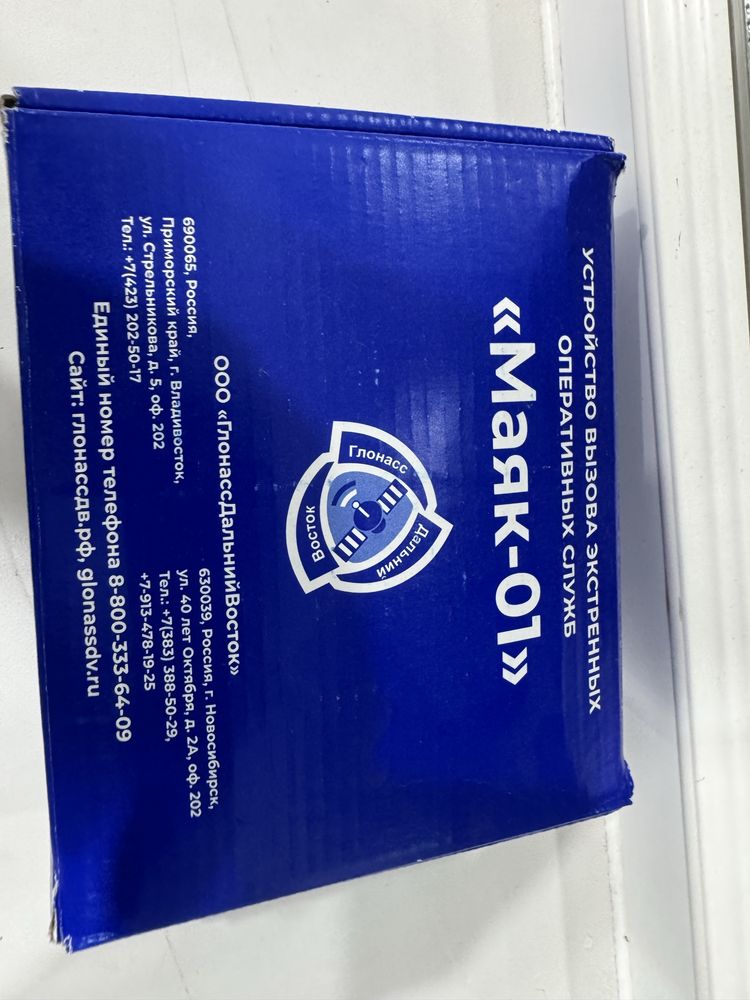 УСТРОЙСТВО ВЫЗОВА ЭКСТРЕННЫХ
ОПЕРАТИВНЫХ СЛУЖБ
«Маяк-01»
Глонасс
Дальний
Восток
ООО «ГлонассДальнийВосток»
690065, Россия,
Приморский край, г. Владивосток,
ул. Стрельникова, д. 5, оф. 202
Тел.: +7(423) 202-50-17
630039, Россия, г. Новосибирск,
ул. 40 лет Октября, д. 2А, оф. 202
Тел.: +7(383) 388-50-29,
+7-913-478-19-25
Единый номер телефона 8-800-333-64-09
Сайт: глонассдв.рф, glonassdv.ru